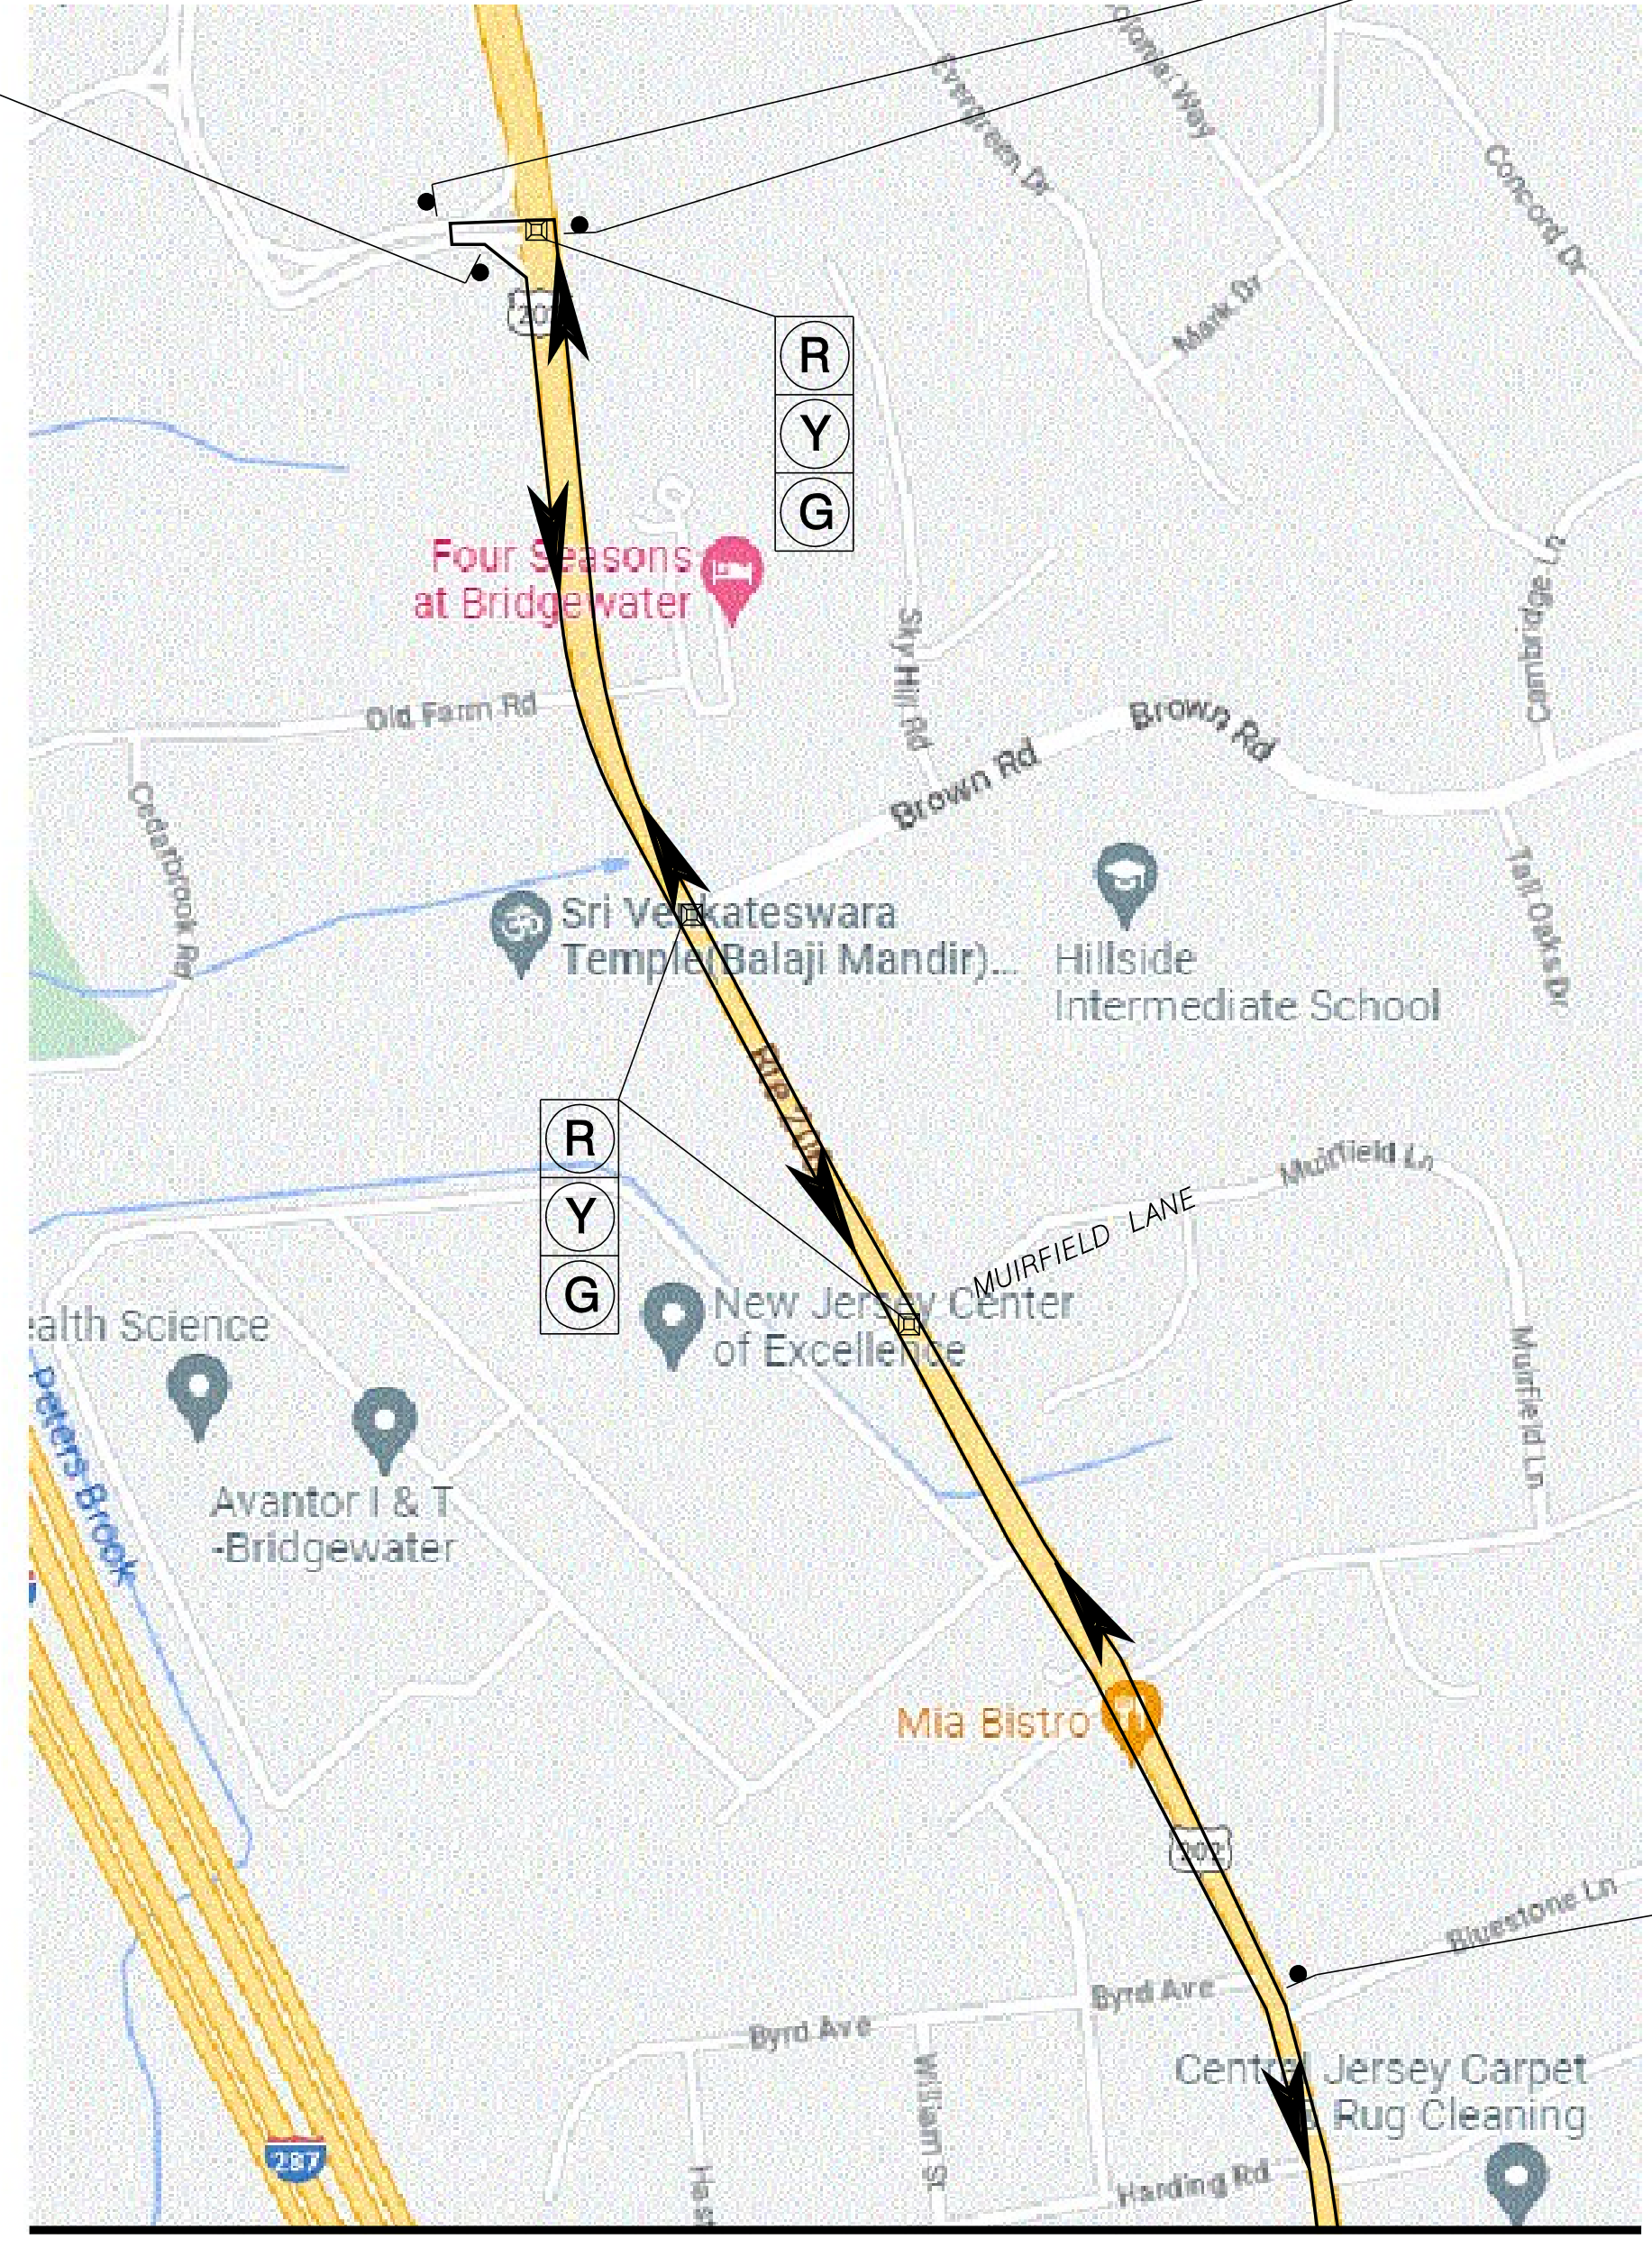 Evergreen Dr
Concord Dr
Mark Dr
R
Y
G
Four Seasons
at Bridgewater
Cambridge Ln
Sky Hill Rd
Old Farm Rd
Brown Rd
Brown Rd
Cedarbrook Rd
Sri Venkateswara
Temple(Balaji Mandir)...
Hillside
Intermediate School
Tall Oaks Dr
R
Y
G
Muirfield Ln
MUIRFIELD LANE
New Jersey Center
of Excellence
ealth Science
Muirfield Ln
Peters Brook
Avantor I & T
-Bridgewater
Mia Bistro
202
Bluestone Ln
Byrd Ave
Byrd Ave
William St
Central Jersey Carpet
& Rug Cleaning
287
Harding Rd